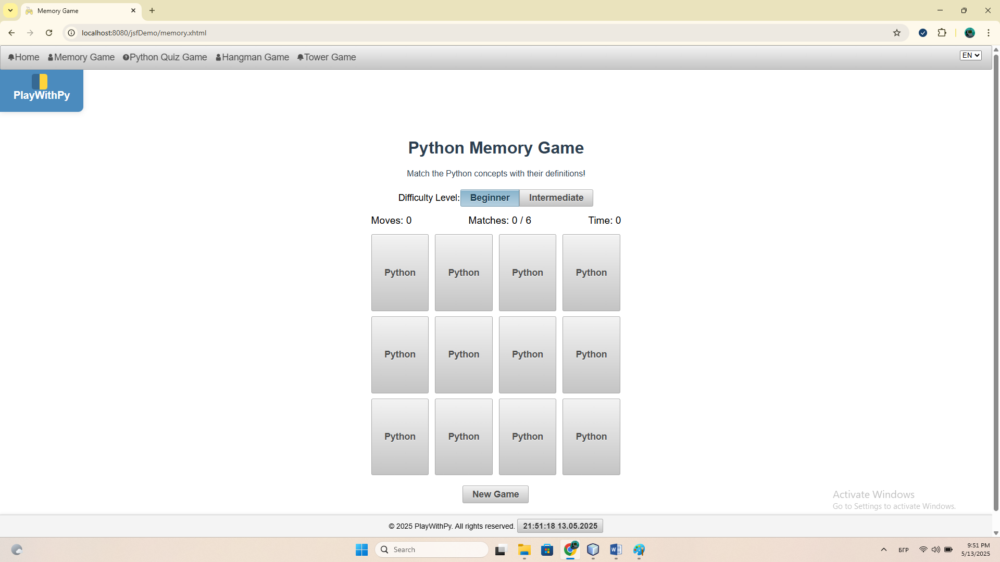 Memory Game
localhost:8080/jsfDemo/memory.xhtml
Home Memory Game Python Quiz Game Hangman Game Tower Game EN
PlayWithPy
Python Memory Game
Match the Python concepts with their definitions!
Difficulty Level: Beginner Intermediate
Moves: 0 Matches: 0 / 6 Time: 0
Python Python Python Python
Python Python Python Python
Python Python Python Python
New Game
Activate Windows
Go to Settings to activate Windows.
© 2025 PlayWithPy. All rights reserved. 21:51:18 13.05.2025
Search
БГР
9:51 PM
5/13/2025